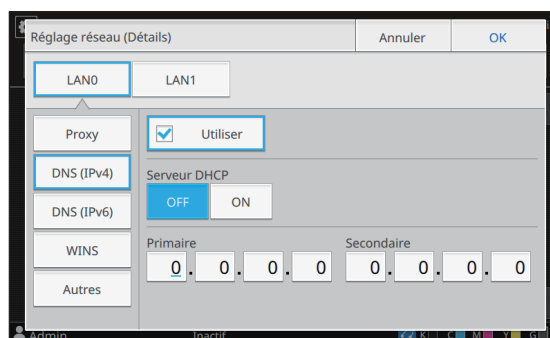 Réglage réseau (Détails)
Annuler
OK
LAN0
LAN1
Proxy
DNS (IPv4)
DNS (IPv6)
WINS
Autres
Utiliser
Serveur DHCP
OFF
ON
Primaire
0 . 0 . 0 . 0
Secondaire
0 . 0 . 0 . 0
Admin
Inactif
K C M Y G